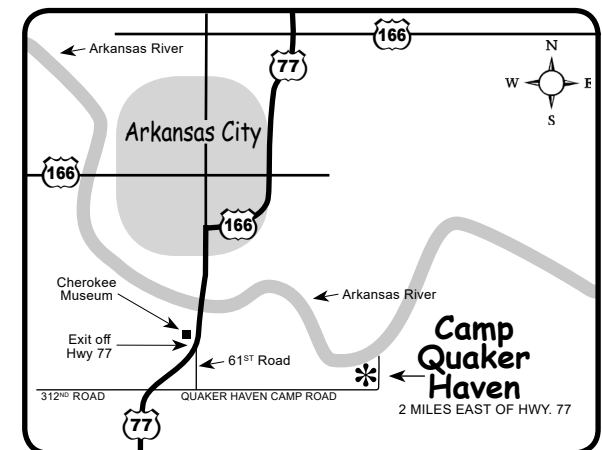 166
Arkansas River
77
N
W E
S
Arkansas City
166
166
Cherokee
Museum
Arkansas River
Exit off
Hwy 77
61ST Road
Camp
Quaker
Haven
2 MILES EAST OF HWY. 77
312ND ROAD
QUAKER HAVEN CAMP ROAD
77